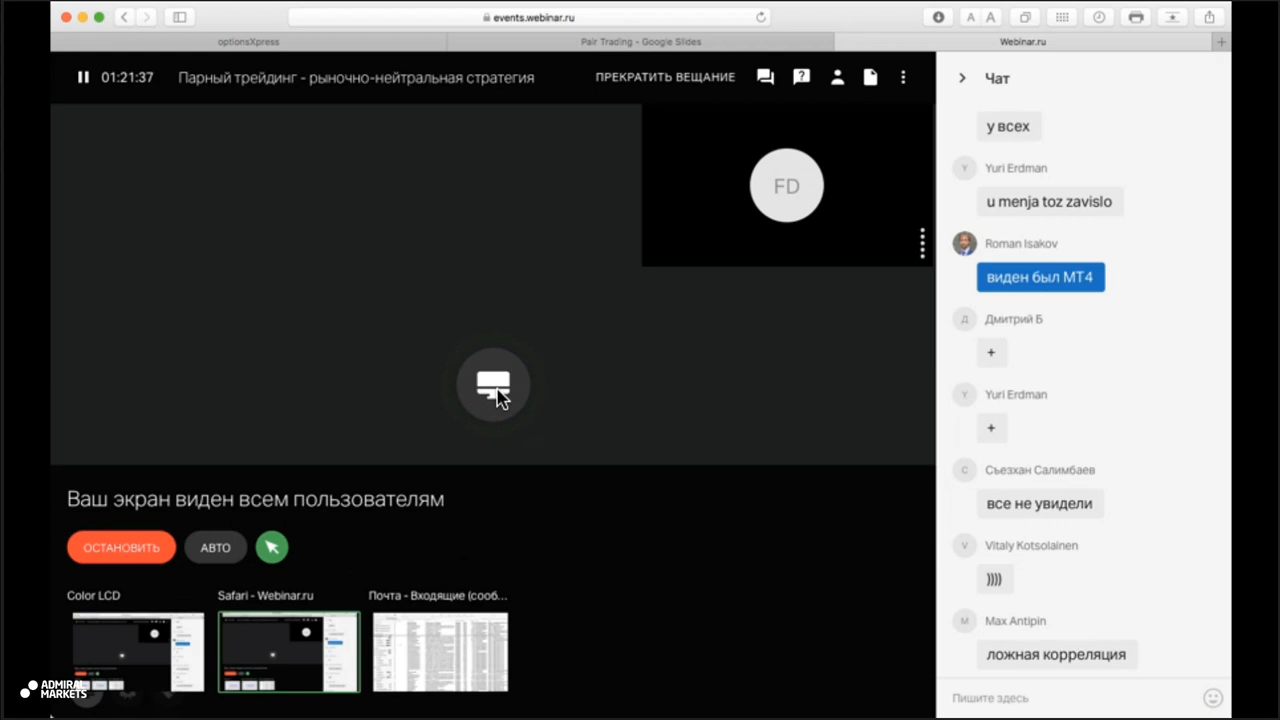 events.webinar.ru
A A
optionsXpress
Pair Trading - Google Slides
Webinar.ru
01:21:37
Парный трейдинг - рыночно-нейтральная стратегия
ПРЕКРАТИТЬ ВЕЩАНИЕ
?
FD
Ваш экран виден всем пользователям
ОСТАНОВИТЬ
АВТО
Color LCD
Safari - Webinar.ru
Почта - Входящие (сооб...
ADMIRAL
MARKETS
Чат
у всех
Y
Yuri Erdman
u menja toz zavislo
Roman Isakov
виден был МТ4
Д
Дмитрий Б
+
Y
Yuri Erdman
+
С
Съезхан Салимбаев
все не увидели
V
Vitaly Kotsolainen
))))
M
Max Antipin
ложная корреляция
Пишите здесь